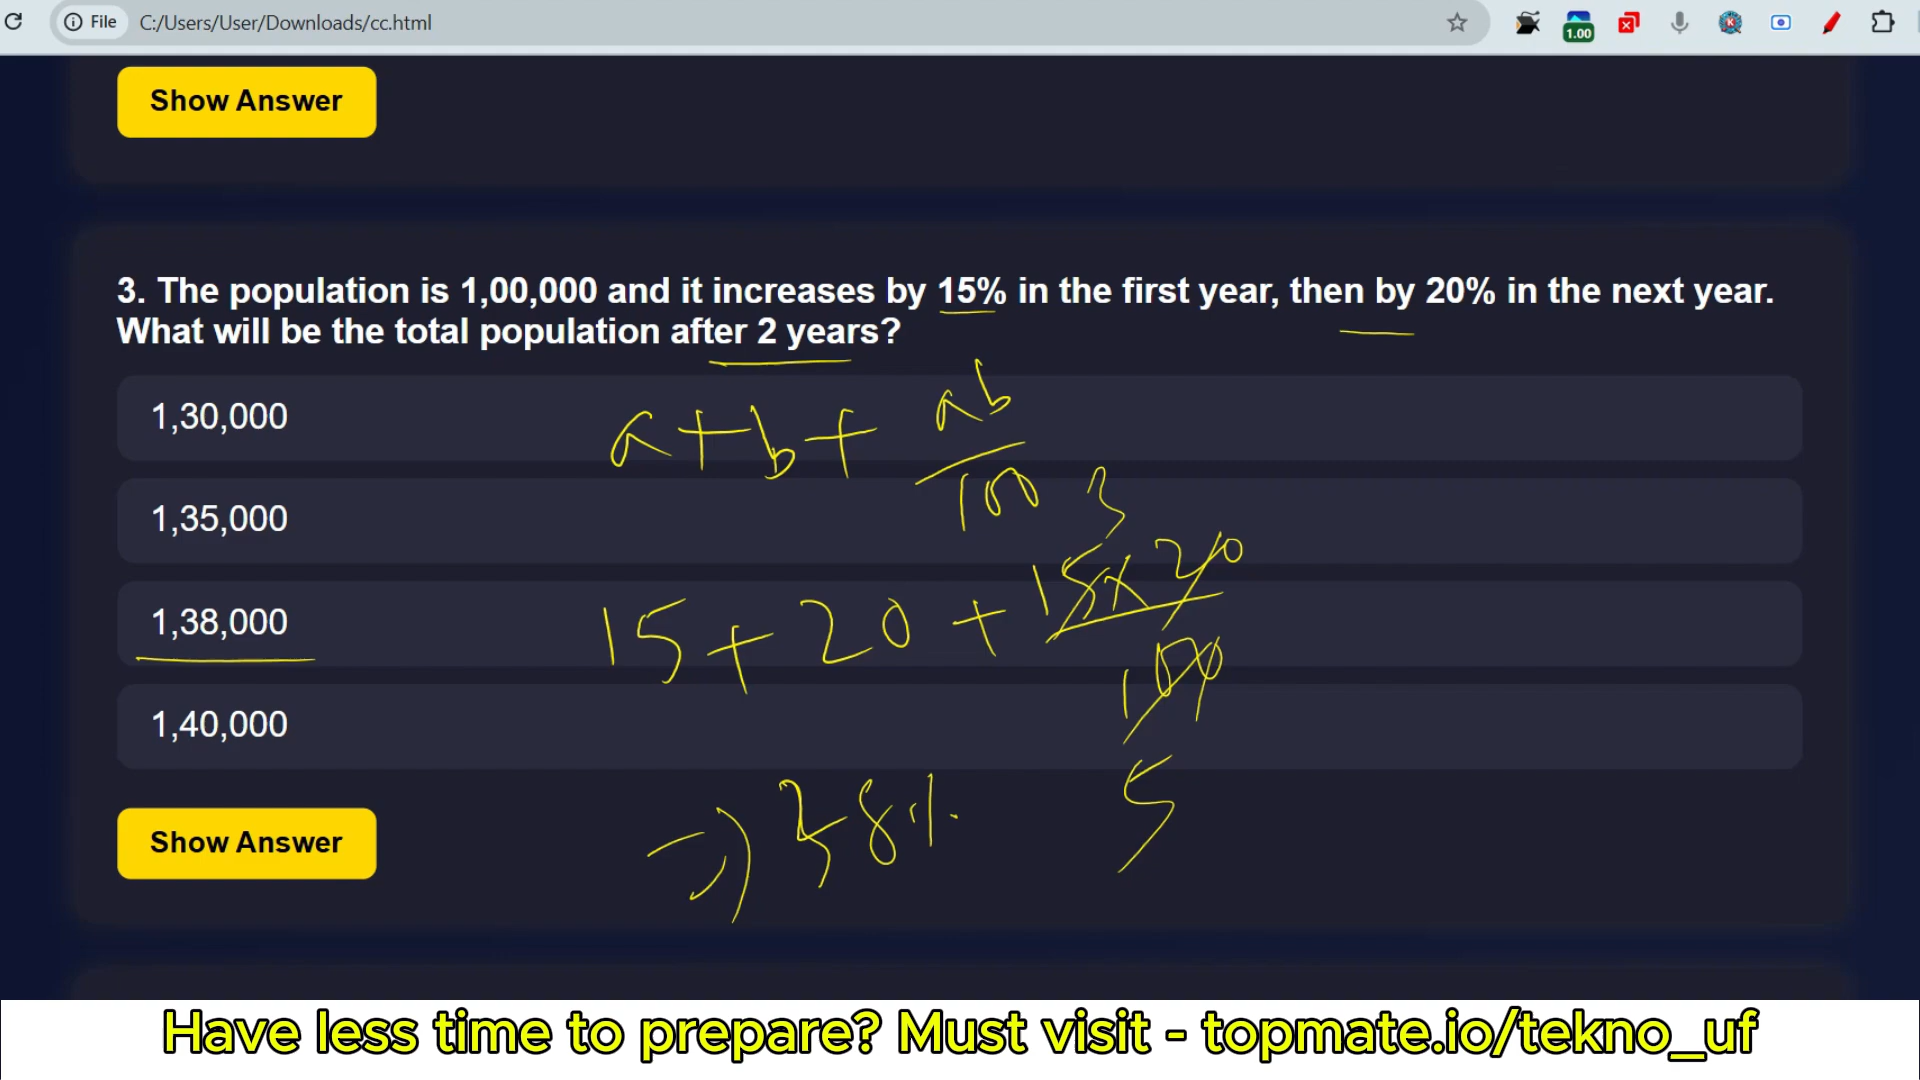 File C:/Users/User/Downloads/cc.html
1.00
Show Answer
3. The population is 1,00,000 and it increases by 15% in the first year, then by 20% in the next year.
What will be the total population after 2 years?
1,30,000
a+b+ ab/100
1,35,000
3
1,38,000
15+20+ 15x20/100
1,40,000
5
=> 38%
Show Answer
Have less time to prepare? Must visit - topmate.io/tekno_uf